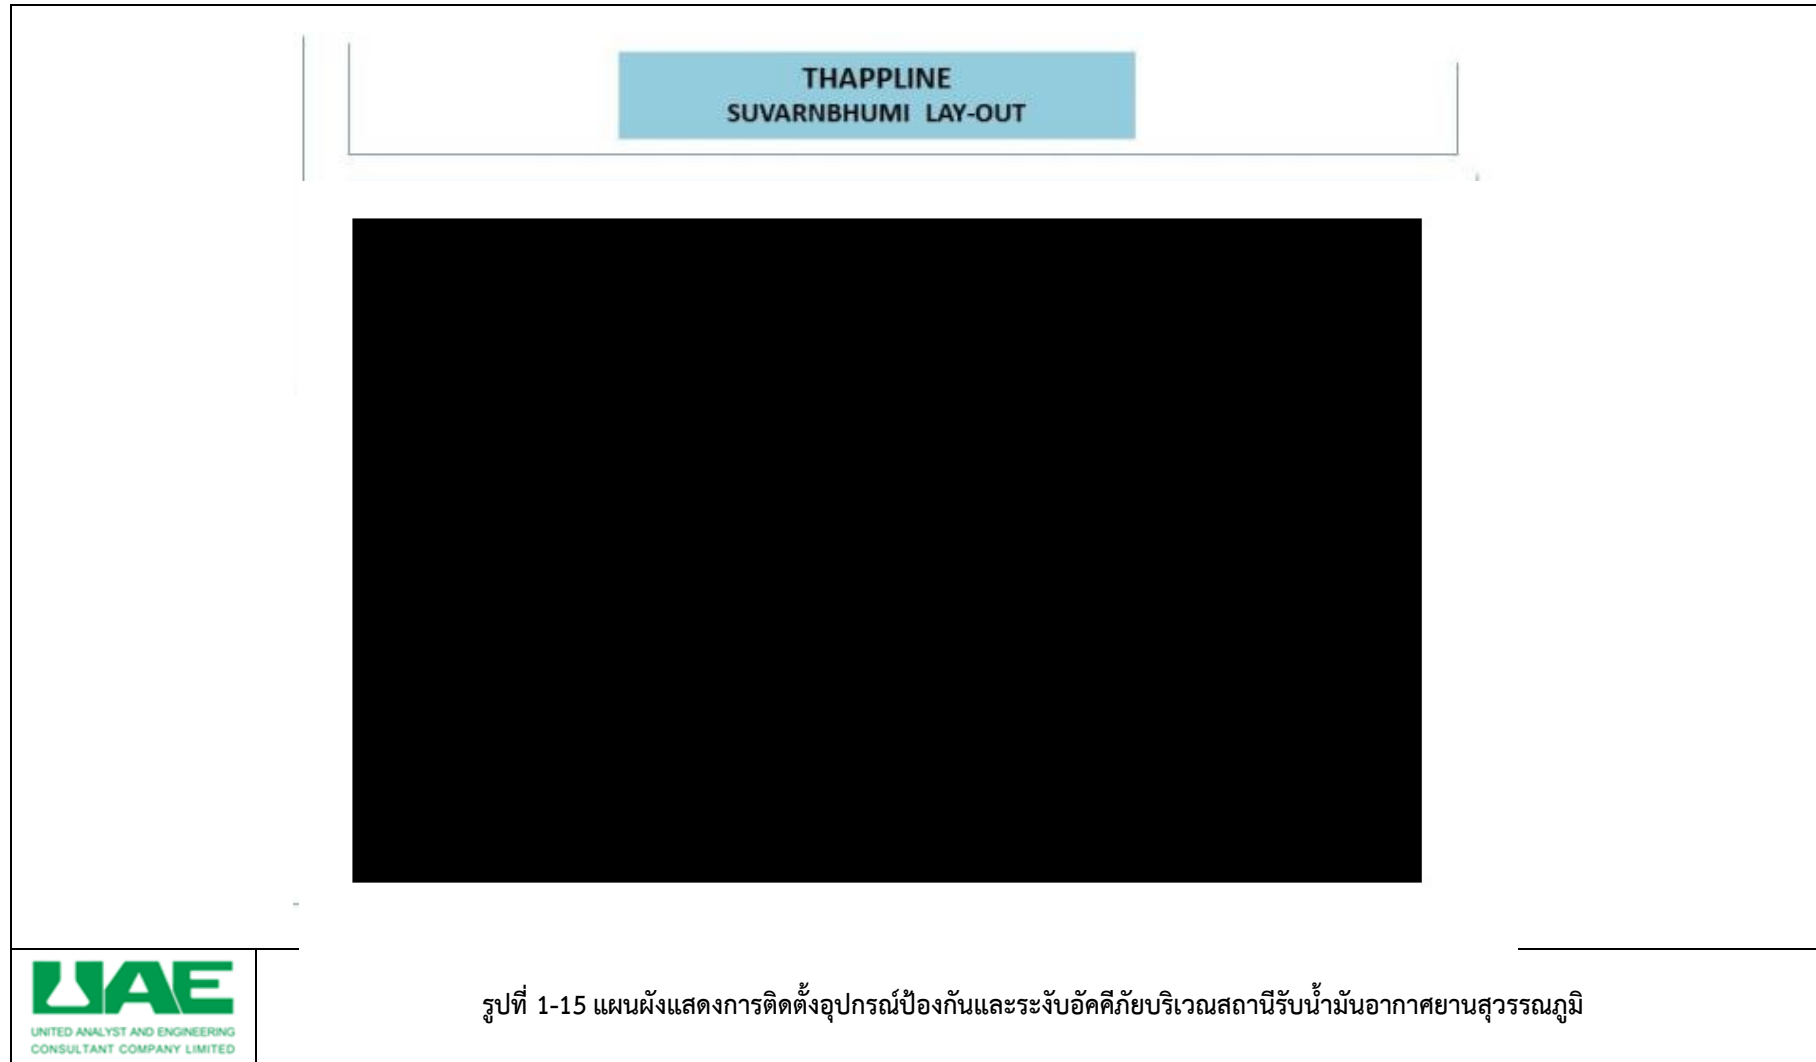 THAPPLINE
SUVARNBHUMI LAY-OUT
UAE
UNITED ANALYST AND ENGINEERING
CONSULTANT COMPANY LIMITED
รูปที่ 1-15 แผนผังแสดงการติดตั้งอุปกรณ์ป้องกันและระงับอัคคีภัยบริเวณสถานีรับน้ำมันอากาศยานสุวรรณภูมิ